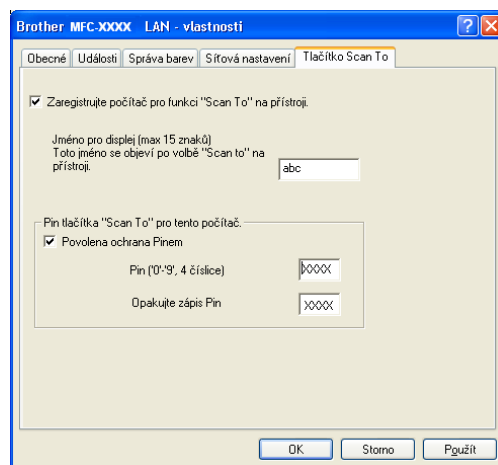 Brother MFC-XXXX LAN - vlastnosti
Obecné Události Správa barev Síťová nastavení Tlačítko Scan To
Zaregistrujte počítač pro funkci "Scan To" na přístroji.
Jméno pro displej (max 15 znaků)
Toto jméno se objeví po volbě "Scan to" na
přístroji.
abc
Pin tlačítka "Scan To" pro tento počítač.
Povolena ochrana Pinem
Pin ('0'-'9', 4 číslice) XXXX
Opakujte zápis Pin XXXX
OK Storno Použít